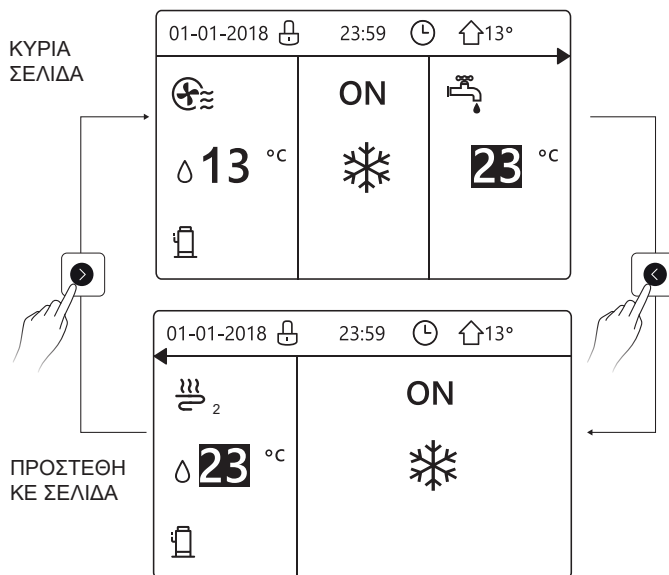 ΚΥΡΙΑ
ΣΕΛΙΔΑ
01-01-2018 23:59 13°
ON
13 °C
23 °C
01-01-2018 23:59 13°
2
ON
23 °C
ΠΡΟΣΤΕΘΗ
ΚΕ ΣΕΛΙΔΑ